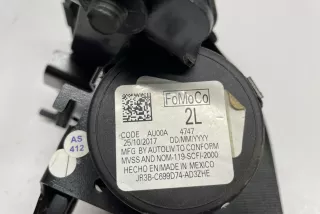 FoMoCo
2L
CODE AU00A 4747
25/10/2017 DD/MM/YYYY
MFG BY AUTOLIV TO CONFORM
MVSS AND NOM-119-SCFI-2000
HECHO EN/MADE IN MEXICO
JR3B-C699D74-AD3ZHE
AS
412